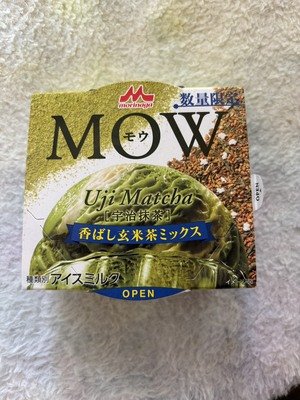 morinaga
数量限定
MOW
モウ
Uji Matcha
[宇治抹茶]
香ばし玄米茶ミックス
種類別 アイスミルク
OPEN
OPEN